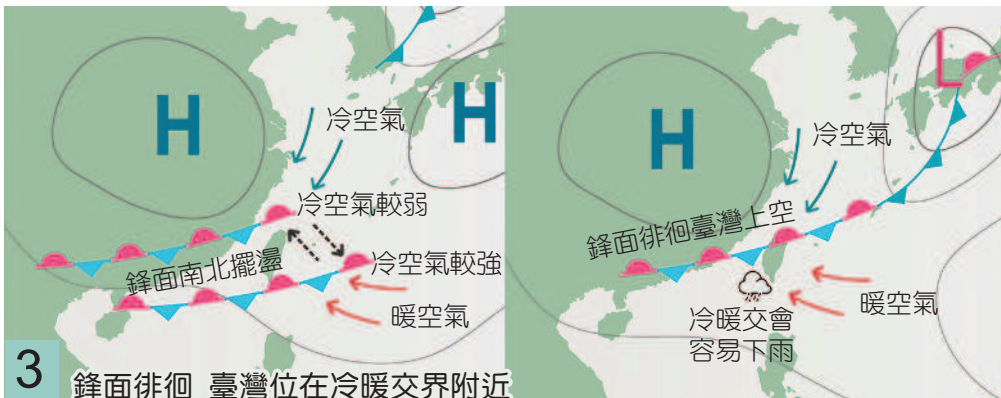 H
H
冷空氣
冷空氣較弱
鋒面南北擺盪
冷空氣較強
暖空氣
3
鋒面徘徊 臺灣位在冷暖交界附近
L
H
冷空氣
鋒面徘徊臺灣上空
暖空氣
冷暖交會
容易下雨